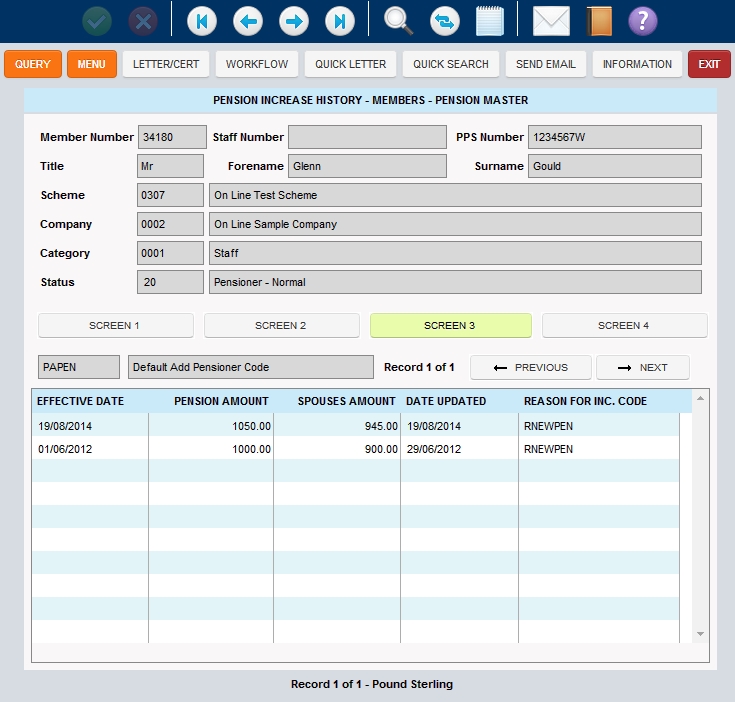 QUERY MENU LETTER/CERT WORKFLOW QUICK LETTER QUICK SEARCH SEND EMAIL INFORMATION EXIT
PENSION INCREASE HISTORY - MEMBERS - PENSION MASTER
Member Number 34180 Staff Number PPS Number 1234567W
Title Mr Forename Glenn Surname Gould
Scheme 0307 On Line Test Scheme
Company 0002 On Line Sample Company
Category 0001 Staff
Status 20 Pensioner - Normal
SCREEN 1 SCREEN 2 SCREEN 3 SCREEN 4
PAPEN Default Add Pensioner Code Record 1 of 1 ← PREVIOUS → NEXT
EFFECTIVE DATE PENSION AMOUNT SPOUSES AMOUNT DATE UPDATED REASON FOR INC. CODE
19/08/2014 1050.00 945.00 19/08/2014 RNEWPEN
01/06/2012 1000.00 900.00 29/06/2012 RNEWPEN
Record 1 of 1 - Pound Sterling